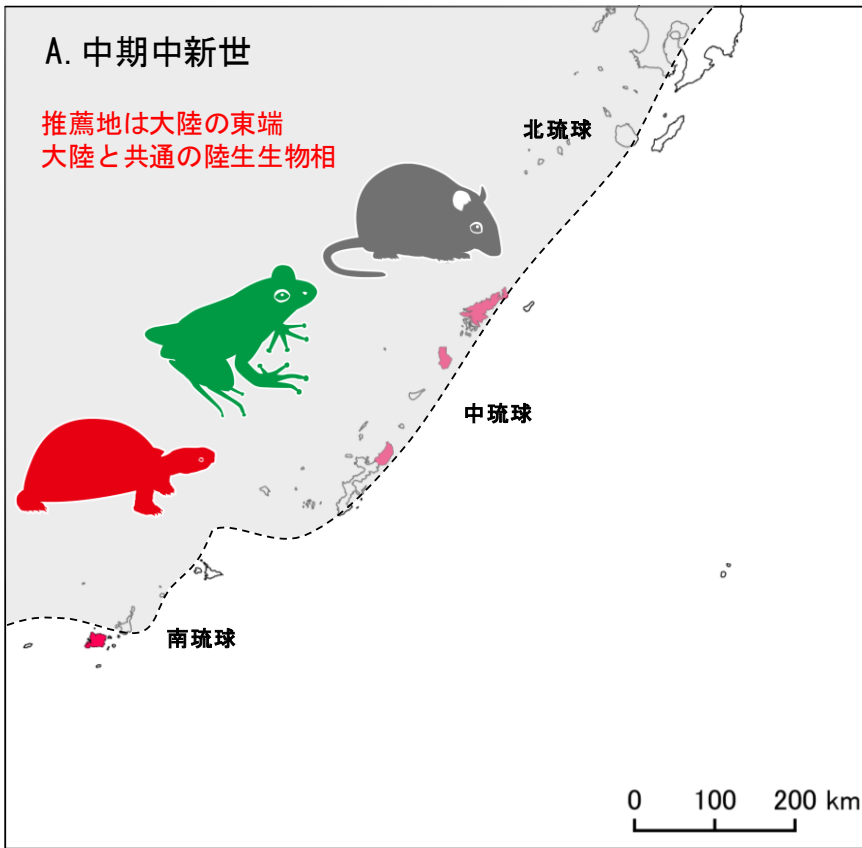 A. 中期中新世
推薦地は大陸の東端
大陸と共通の陸生生物相
北琉球
中琉球
南琉球
0 100 200 km